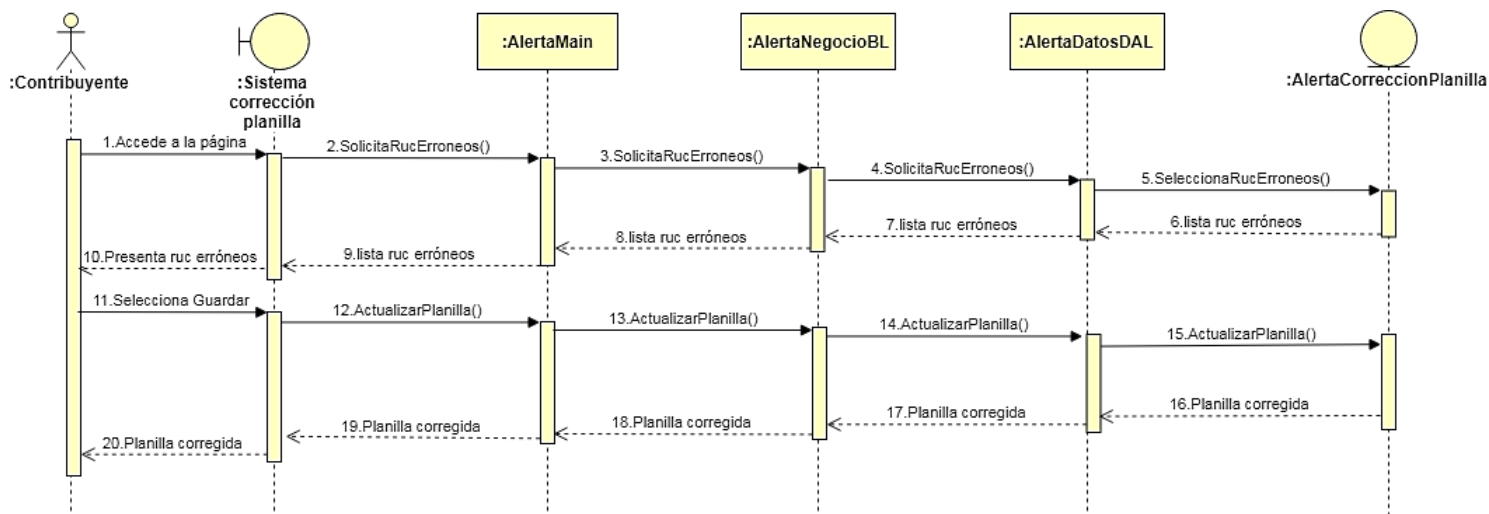 :Contribuyente
:Sistema
corrección
planilla
:AlertaMain
:AlertaNegocioBL
:AlertaDatosDAL
:AlertaCorreccionPlanilla
1.Accede a la página
2.SolicitaRucErroneos()
3.SolicitaRucErroneos()
4.SolicitaRucErroneos()
5.SeleccionaRucErroneos()
6.lista ruc erróneos
7.lista ruc erróneos
8.lista ruc erróneos
9.lista ruc erróneos
10.Presenta ruc erróneos
11.Selecciona Guardar
12.ActualizarPlanilla()
13.ActualizarPlanilla()
14.ActualizarPlanilla()
15.ActualizarPlanilla()
16.Planilla corregida
17.Planilla corregida
18.Planilla corregida
19.Planilla corregida
20.Planilla corregida